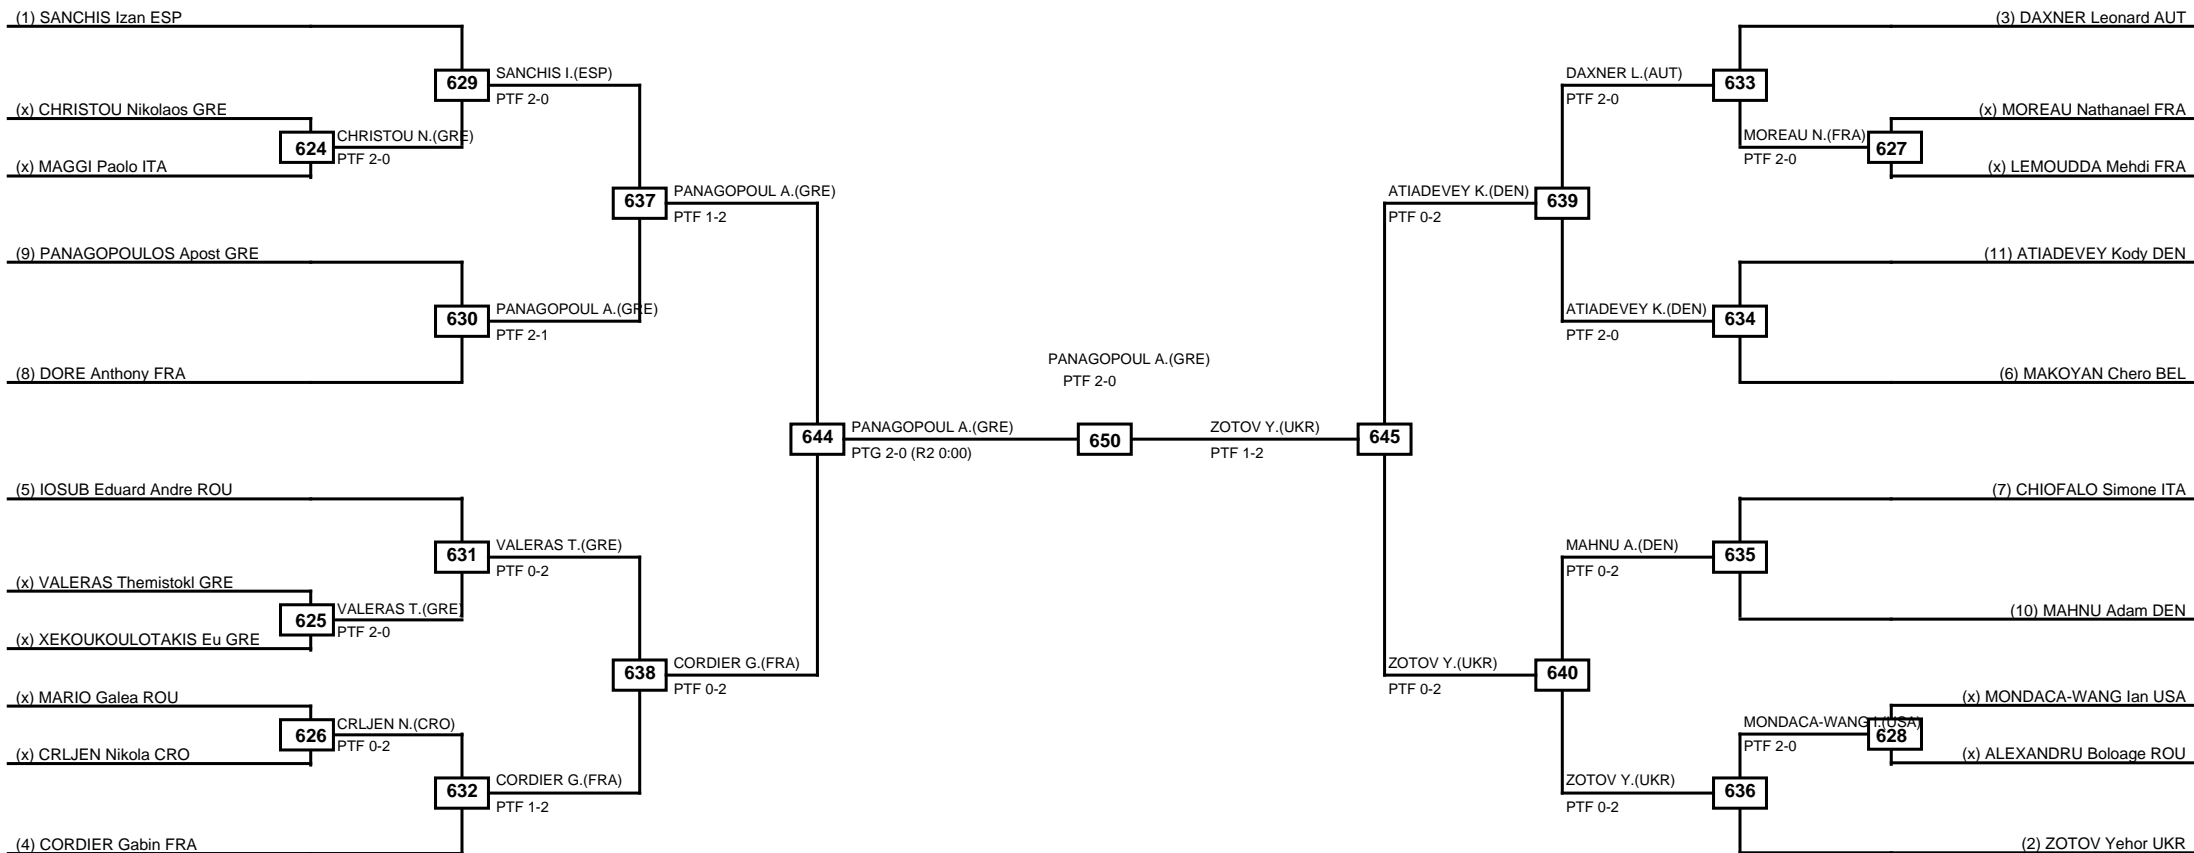 (1) SANCHIS Izan ESP
(x) CHRISTOU Nikolaos GRE
(x) MAGGI Paolo ITA
(9) PANAGOPOULOS Apost GRE
(8) DORE Anthony FRA
(5) IOSUB Eduard Andre ROU
(x) VALERAS Themistokl GRE
(x) XEKOUKOULOTAKIS Eu GRE
(x) MARIO Galea ROU
(x) CRLJEN Nikola CRO
(4) CORDIER Gabin FRA
624
CHRISTOU N.(GRE)
PTF 2-0
625
VALERAS T.(GRE)
PTF 2-0
626
CRLJEN N.(CRO)
PTF 0-2
629
SANCHIS I.(ESP)
PTF 2-0
630
PANAGOPOUL A.(GRE)
PTF 2-1
631
VALERAS T.(GRE)
PTF 0-2
632
CORDIER G.(FRA)
PTF 1-2
637
PANAGOPOUL A.(GRE)
PTF 1-2
638
CORDIER G.(FRA)
PTF 0-2
644
PANAGOPOUL A.(GRE)
PTG 2-0 (R2 0:00)
PANAGOPOUL A.(GRE)
PTF 2-0
650
ZOTOV Y.(UKR)
PTF 1-2
645
ATIADEVEY K.(DEN)
PTF 0-2
639
ZOTOV Y.(UKR)
PTF 0-2
640
DAXNER L.(AUT)
PTF 2-0
633
ATIADEVEY K.(DEN)
PTF 2-0
634
MAHNU A.(DEN)
PTF 0-2
635
ZOTOV Y.(UKR)
PTF 0-2
636
MOREAU N.(FRA)
PTF 2-0
627
MONDACA-WANG I.(USA)
PTF 2-0
628
(3) DAXNER Leonard AUT
(x) MOREAU Nathanael FRA
(x) LEMOUDDA Mehdi FRA
(11) ATIADEVEY Kody DEN
(6) MAKOYAN Chero BEL
(7) CHIOFALO Simone ITA
(10) MAHNU Adam DEN
(x) MONDACA-WANG Ian USA
(x) ALEXANDRU Boloage ROU
(2) ZOTOV Yehor UKR